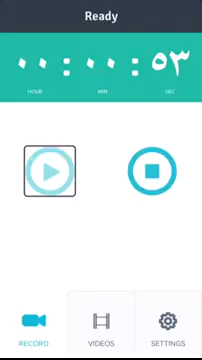 Ready
٠٠ : ٠٠ : ٥٣
HOUR MIN SEC
RECORD VIDEOS SETTINGS